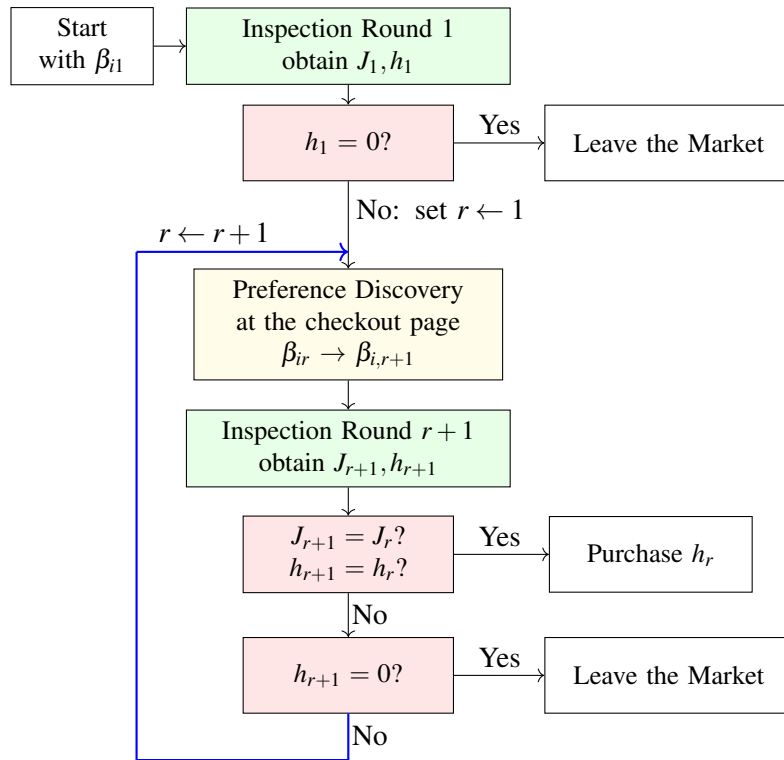 Start
with β_{i1}
Inspection Round 1
obtain J_1, h_1
h_1 = 0?
Yes
Leave the Market
No: set r ← 1
r ← r + 1
Preference Discovery
at the checkout page
β_{ir} → β_{i,r+1}
Inspection Round r + 1
obtain J_{r+1}, h_{r+1}
J_{r+1} = J_r?
h_{r+1} = h_r?
Yes
Purchase h_r
No
h_{r+1} = 0?
Yes
Leave the Market
No